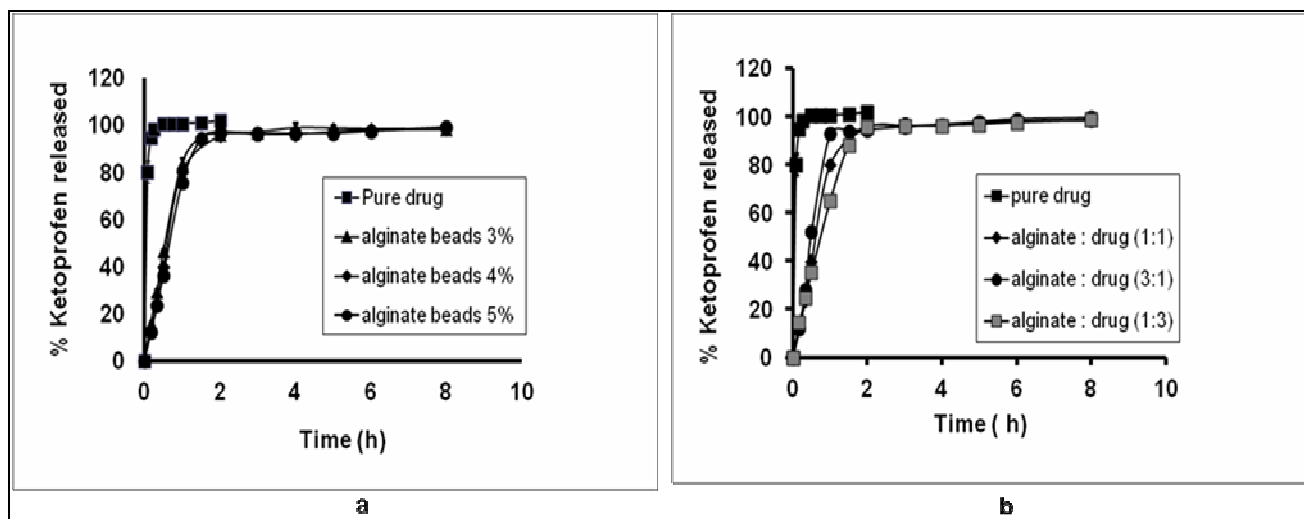 120
100
80
60
40
20
0
% Ketoprofen released
0 2 4 6 8 10
Time (h)
Pure drug
alginate beads 3%
alginate beads 4%
alginate beads 5%
a
120
100
80
60
40
20
0
% Ketoprofen released
0 2 4 6 8 10
Time ( h)
pure drug
alginate : drug (1:1)
alginate : drug (3:1)
alginate : drug (1:3)
b